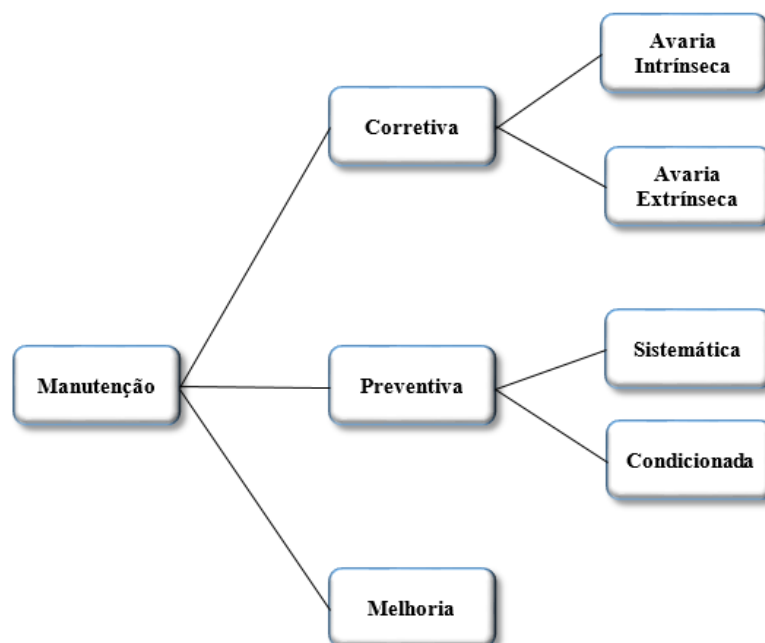 Avaria
Intrínseca
Corretiva
Avaria
Extrínseca
Manutenção
Preventiva
Sistemática
Condicionada
Melhoria